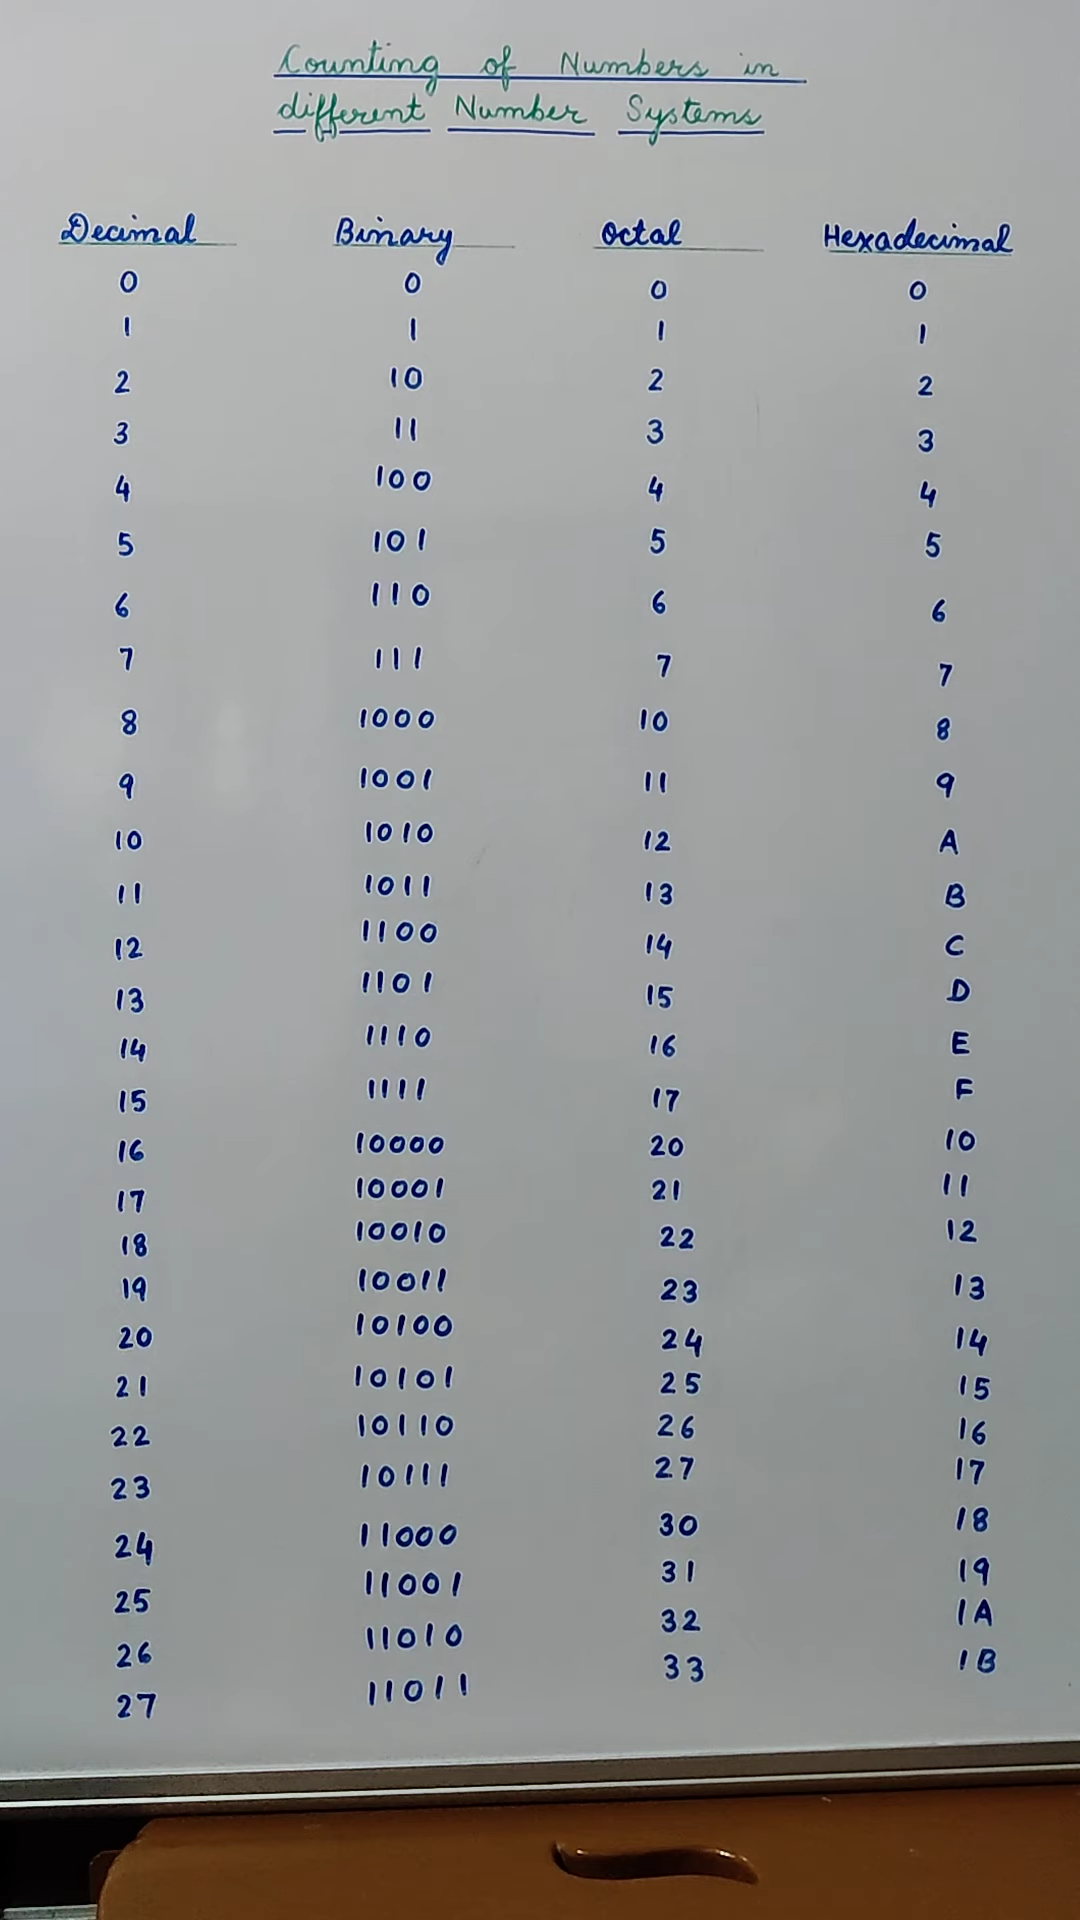 Counting of Numbers in
different Number Systems
Decimal Binary Octal Hexadecimal
0 0 0 0
1 1 1 1
2 10 2 2
3 11 3 3
4 100 4 4
5 101 5 5
6 110 6 6
7 111 7 7
8 1000 10 8
9 1001 11 9
10 1010 12 A
11 1011 13 B
12 1100 14 C
13 1101 15 D
14 1110 16 E
15 1111 17 F
16 10000 20 10
17 10001 21 11
18 10010 22 12
19 10011 23 13
20 10100 24 14
21 10101 25 15
22 10110 26 16
23 10111 27 17
24 11000 30 18
25 11001 31 19
26 11010 32 1A
27 11011 33 1B